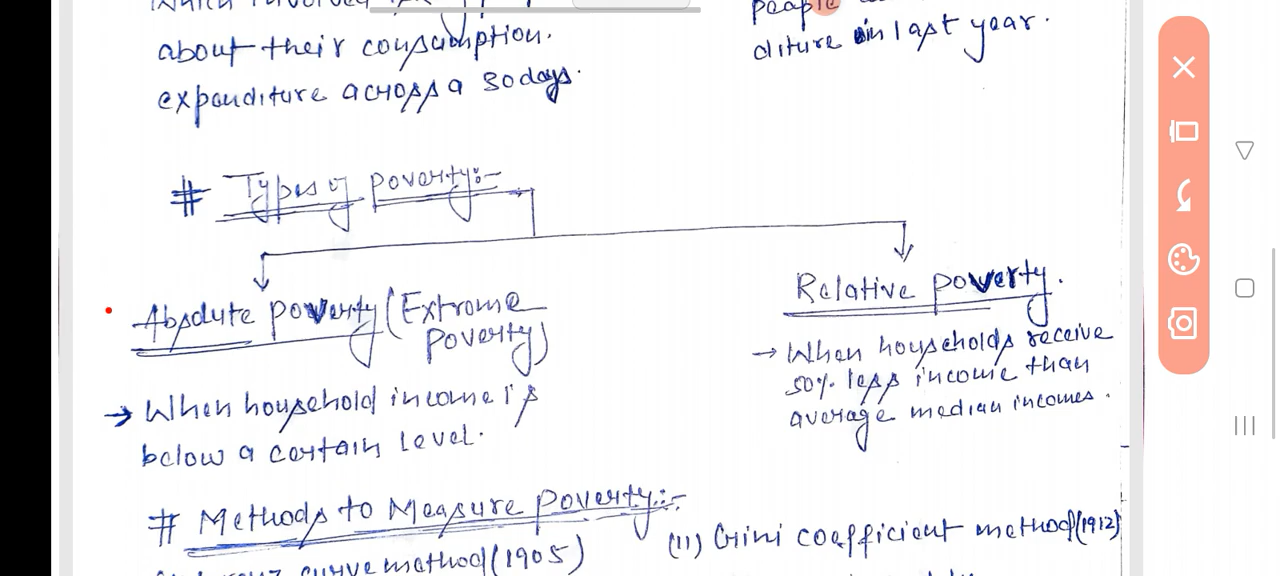 about their consumption.
expenditure across a 30 days.
people
diture in last year.
# Types of poverty:-
Absolute poverty (Extreme
Poverty)
→ When household income is
below a certain level.
Relative poverty.
→ When households receive
50% less income than
average median incomes.
# Methods to Measure Poverty:-
curve method (1905)
(11) Gini coefficient method (1912)